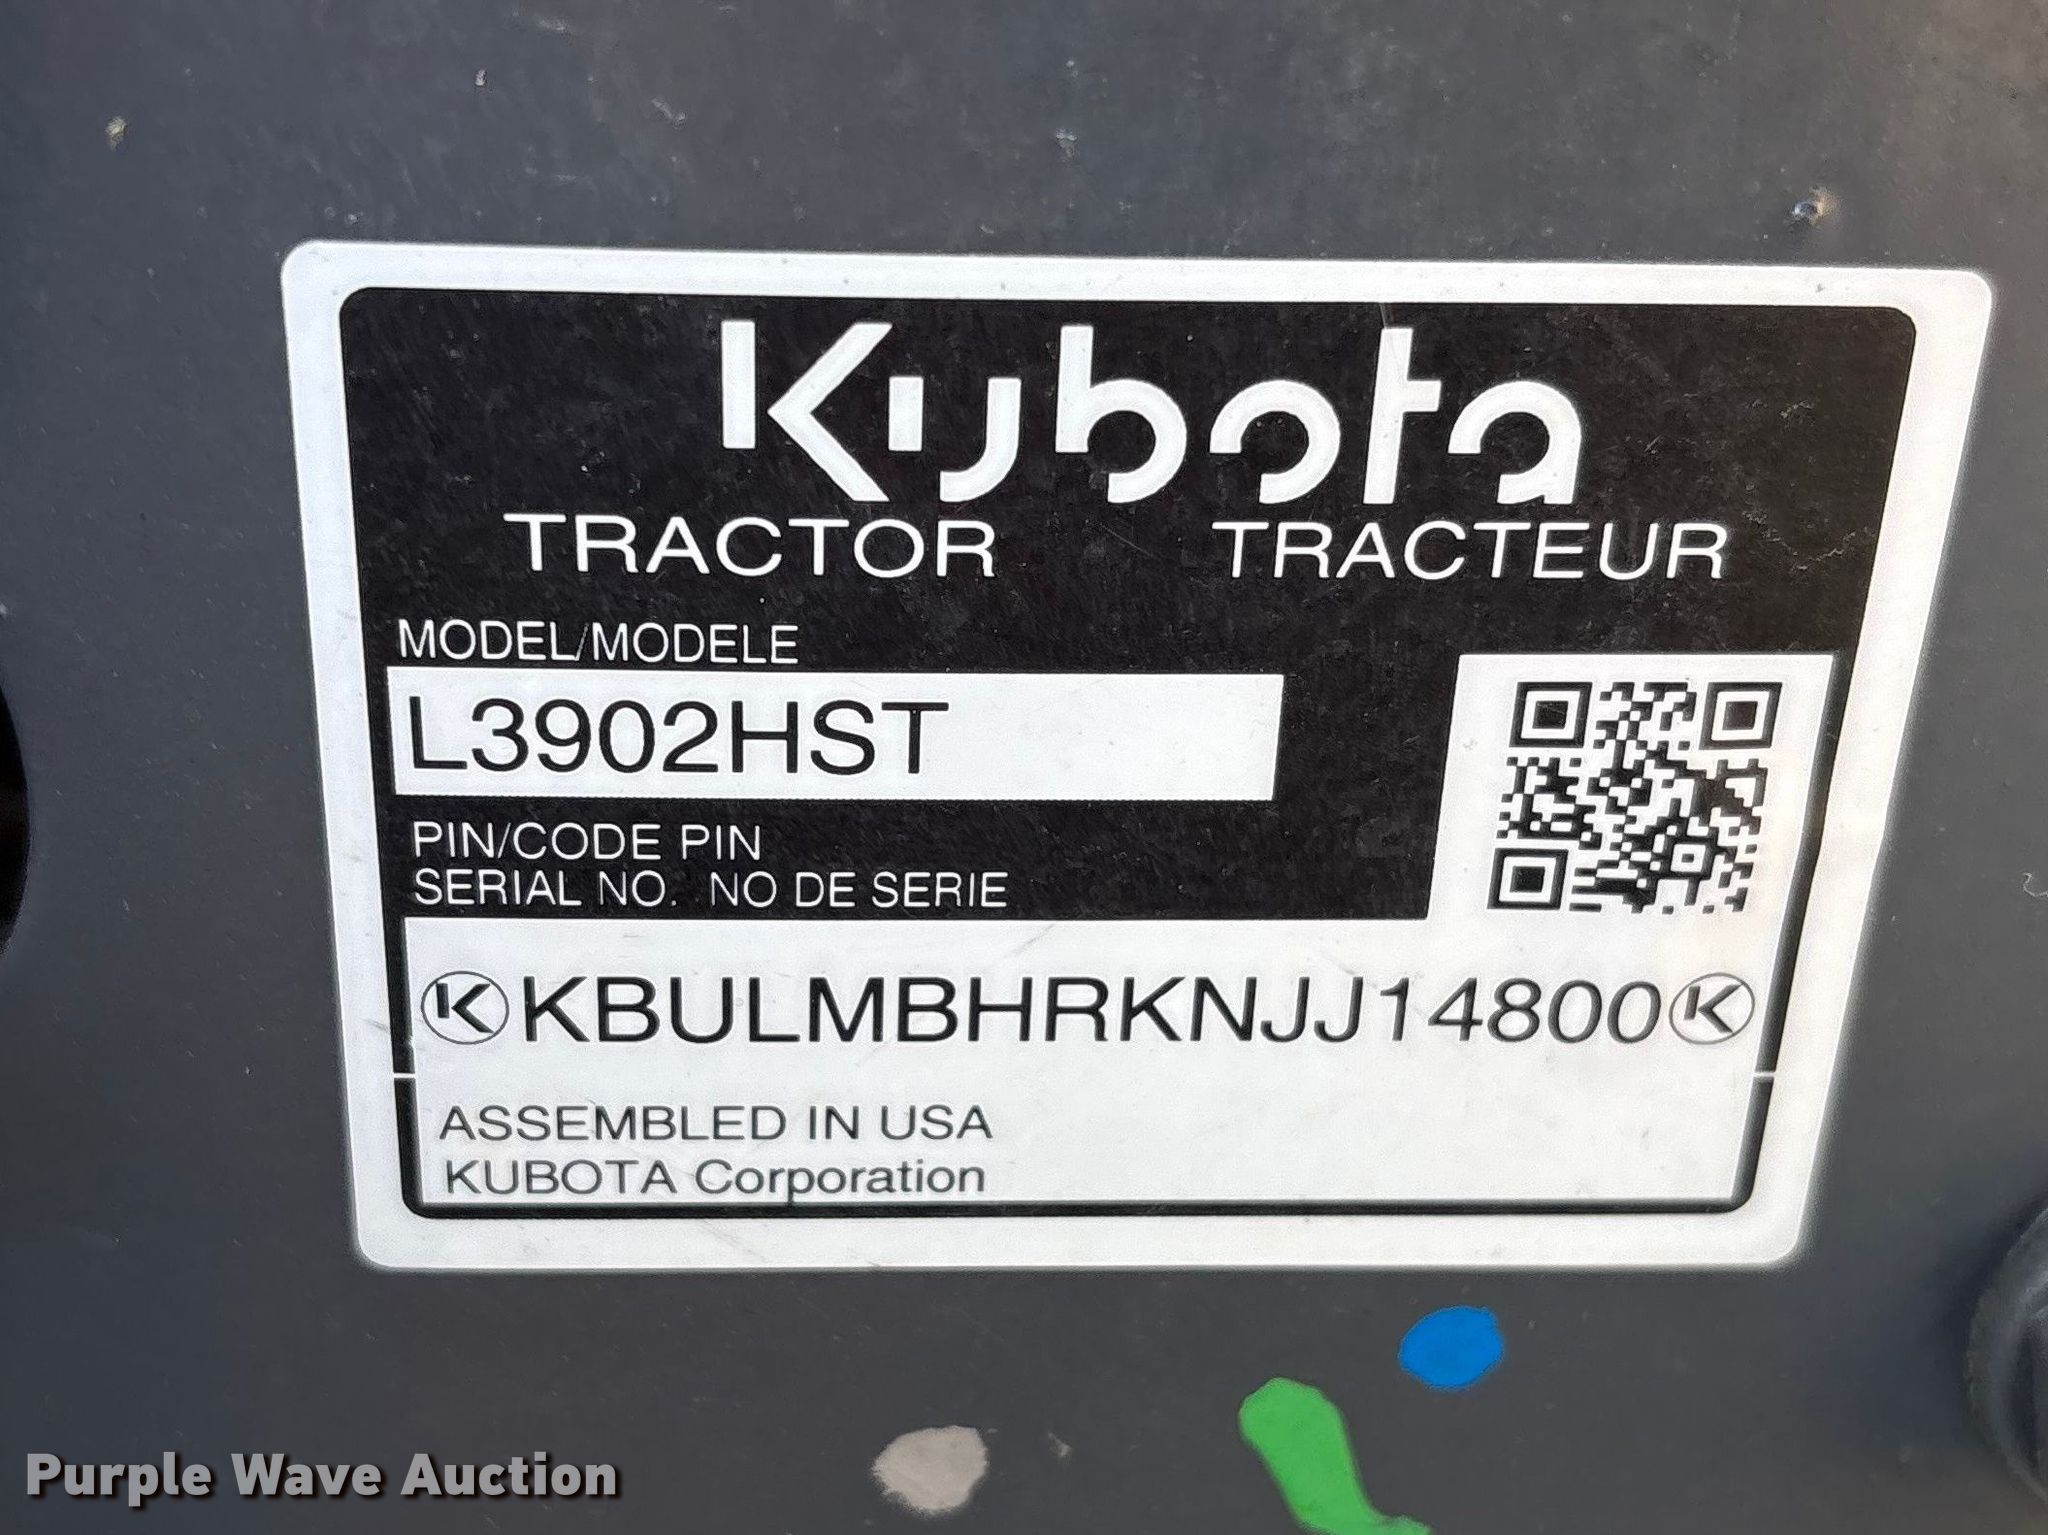 Kubota
TRACTOR TRACTEUR
MODEL/MODELE
L3902HST
PIN/CODE PIN
SERIAL NO. NO DE SERIE
K KBULMBHRKNJJ14800 K
ASSEMBLED IN USA
KUBOTA Corporation
Purple Wave Auction